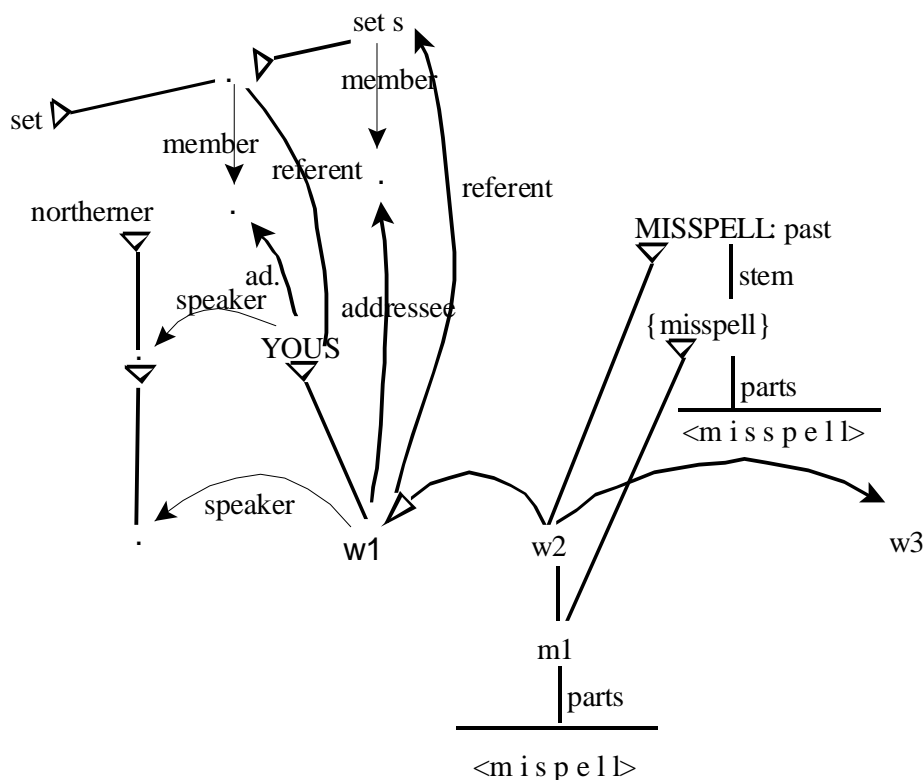 set s
member
set
member
referent
referent
northerner
MISSPELL: past
ad.
stem
speaker
addressee
{misspell}
YOUS
parts
<m i s s p e l l>
speaker
w1
w2
w3
m1
parts
<m i s p e l l>